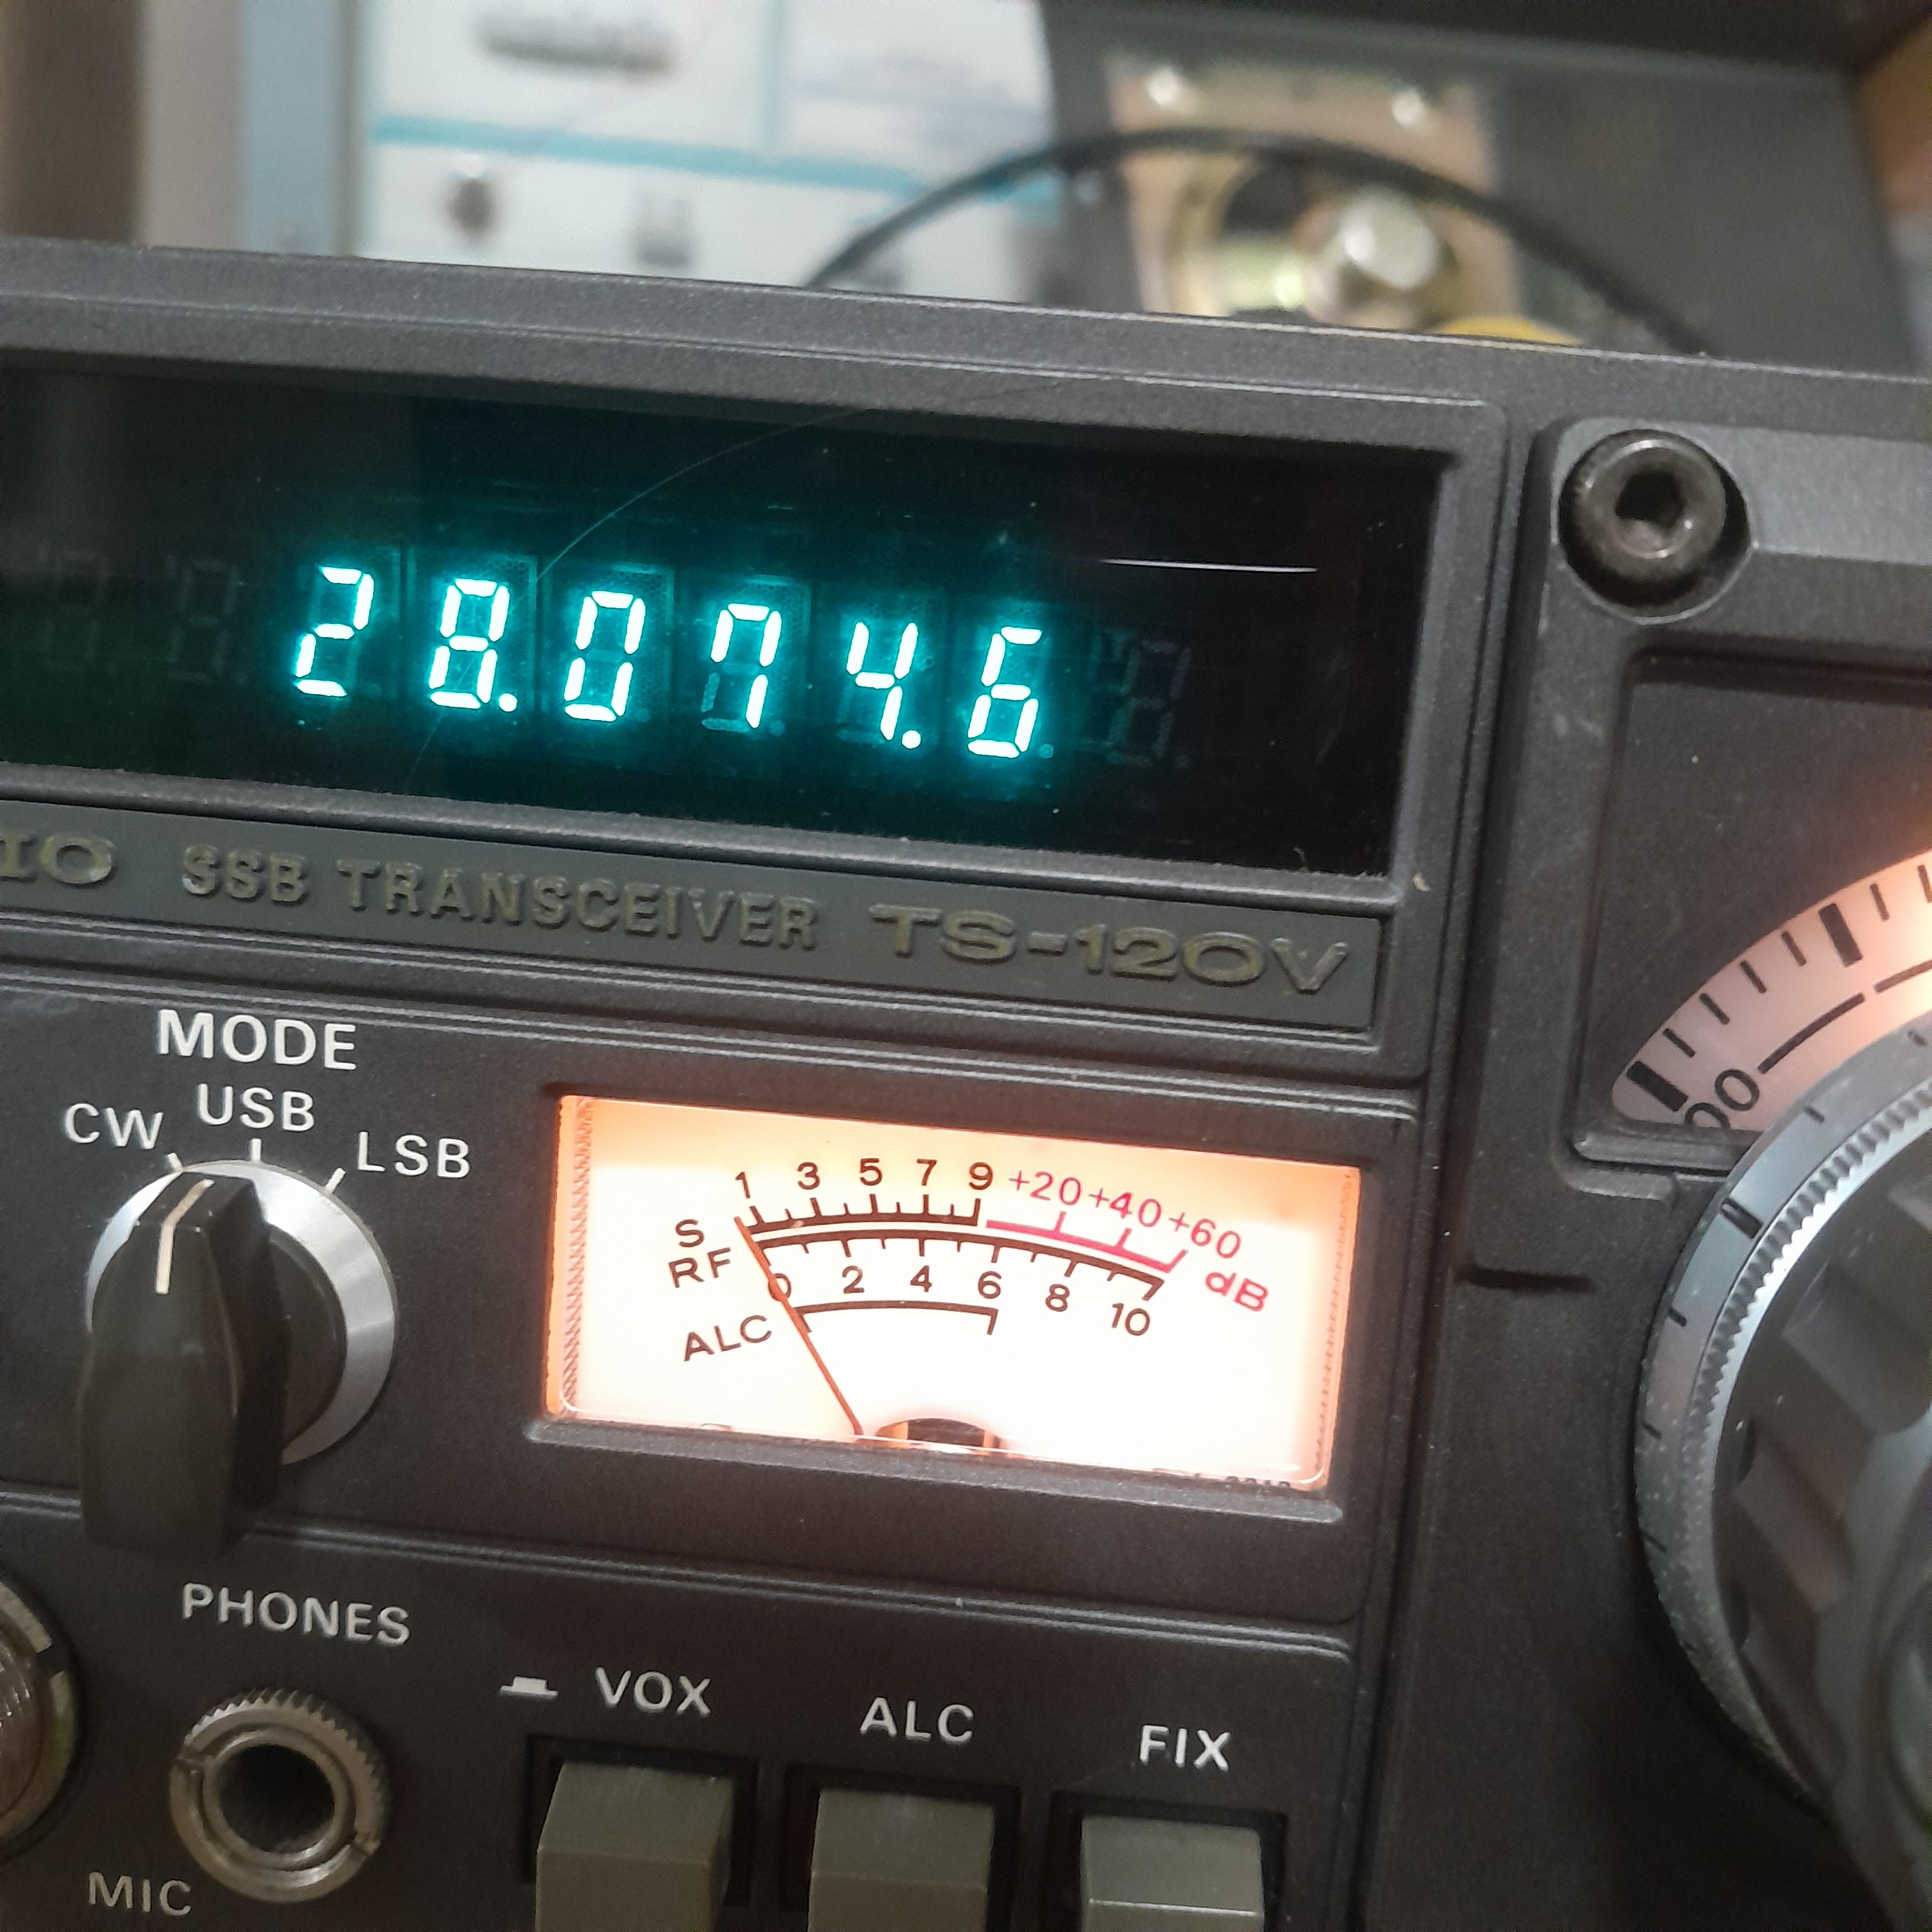 28.074.6
IO SSB TRANSCEIVER TS-120V
MODE
CW USB LSB
S 1 3 5 7 9 +20 +40 +60 dB
RF 0 2 4 6 8 10
ALC
PHONES
VOX ALC FIX
MIC